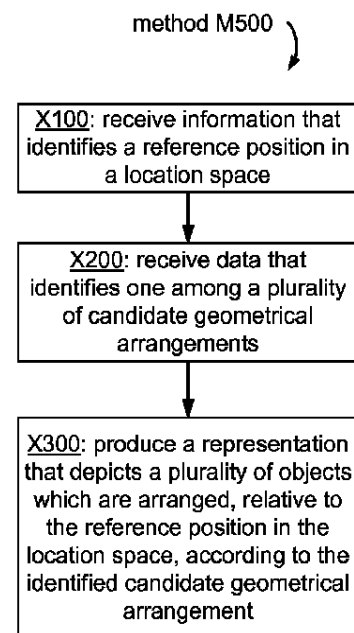 method M500
X100: receive information that
identifies a reference position in
a location space
X200: receive data that
identifies one among a plurality
of candidate geometrical
arrangements
X300: produce a representation
that depicts a plurality of objects
which are arranged, relative to
the reference position in the
location space, according to the
identified candidate geometrical
arrangement